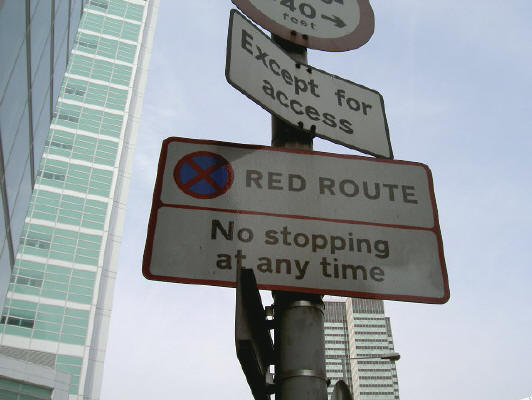 40
feet
Except for
access
RED ROUTE
No stopping
at any time